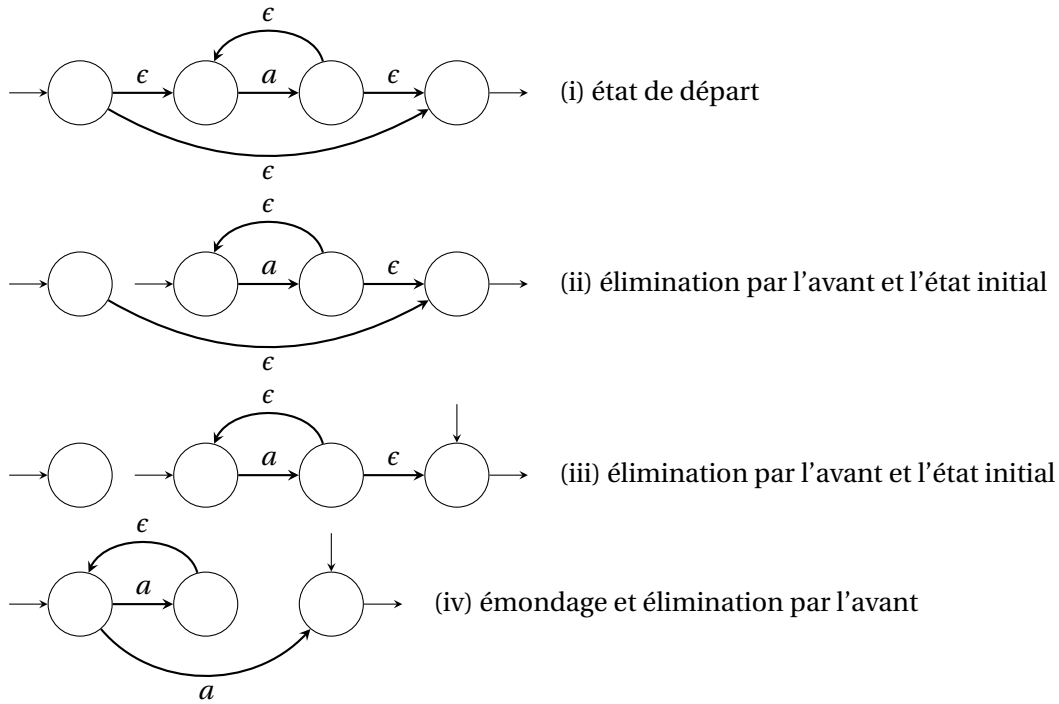 ϵ
ϵ a ϵ (i) état de départ
ϵ
ϵ
a ϵ (ii) élimination par l'avant et l'état initial
ϵ
ϵ
a ϵ (iii) élimination par l'avant et l'état initial
ϵ
a (iv) émondage et élimination par l'avant
a